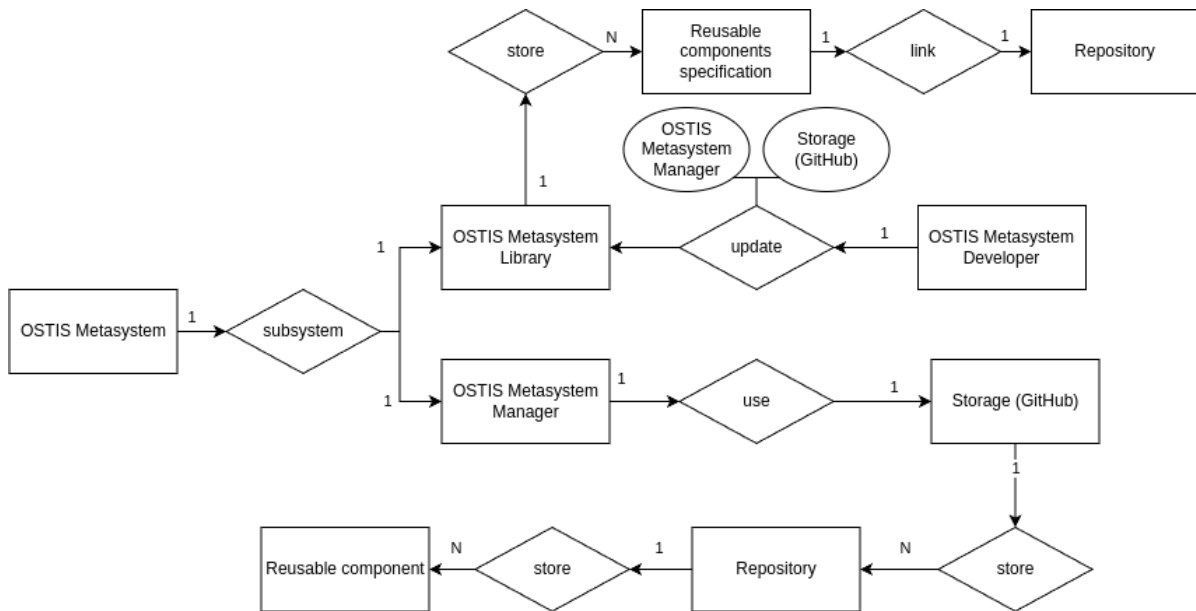 store
N
Reusable
components
specification
1
link
1
Repository
OSTIS
Metasystem
Manager
Storage
(GitHub)
1
1
OSTIS Metasystem
Library
update
1
OSTIS Metasystem
Developer
OSTIS Metasystem
1
subsystem
1
OSTIS Metasystem
Manager
1
use
1
Storage (GitHub)
1
Reusable component
N
store
1
Repository
N
store